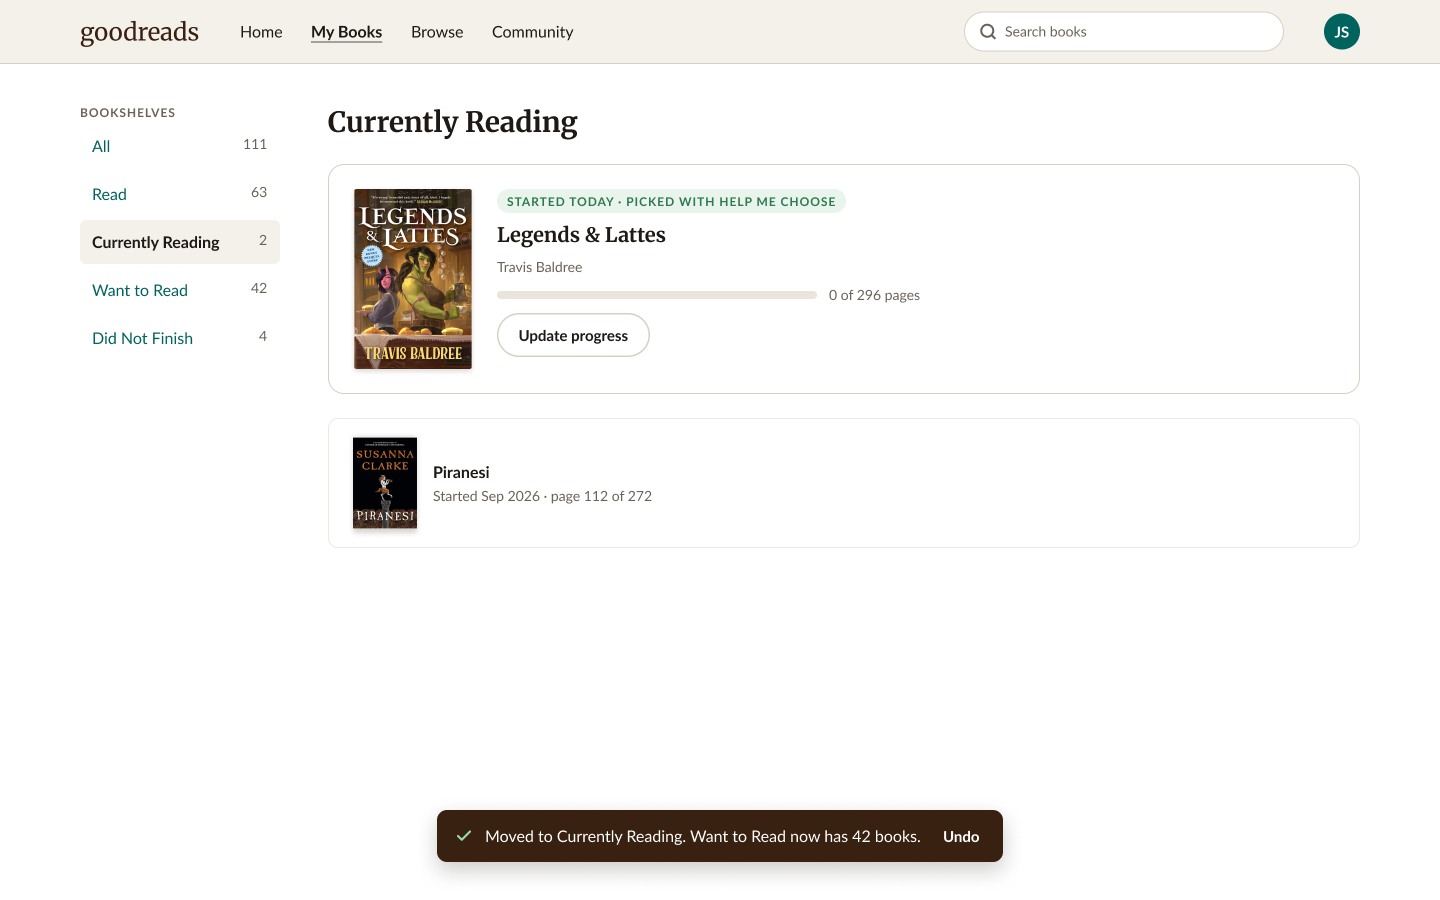 goodreads
Home
My Books
Browse
Community
Search books
JS
BOOKSHELVES
All 111
Read 63
Currently Reading 2
Want to Read 42
Did Not Finish 4
Currently Reading
LEGENDS
& LATTES
TRAVIS BALDREE
STARTED TODAY · PICKED WITH HELP ME CHOOSE
Legends & Lattes
Travis Baldree
0 of 296 pages
Update progress
SUSANNA
CLARKE
PIRANESI
Piranesi
Started Sep 2026 · page 112 of 272
Moved to Currently Reading. Want to Read now has 42 books. Undo